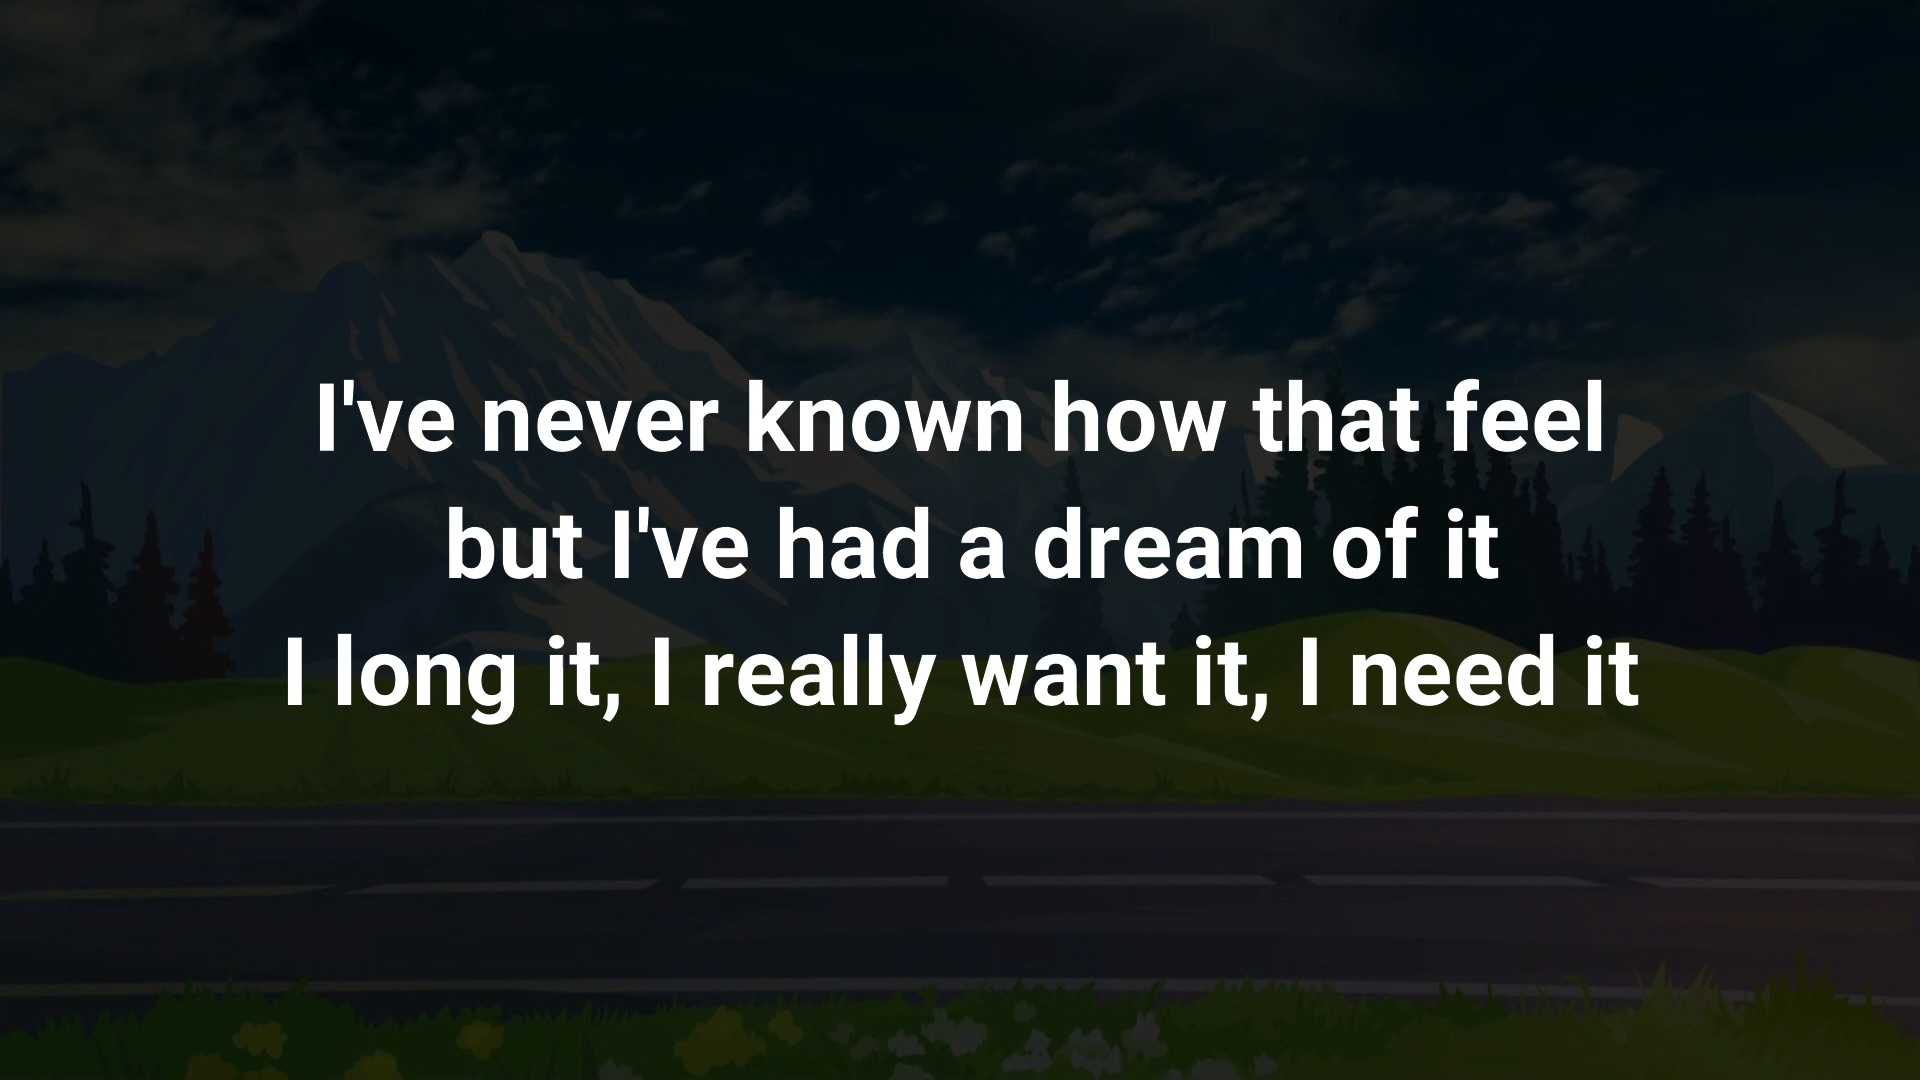 I've never known how that feel
but I've had a dream of it
I long it, I really want it, I need it